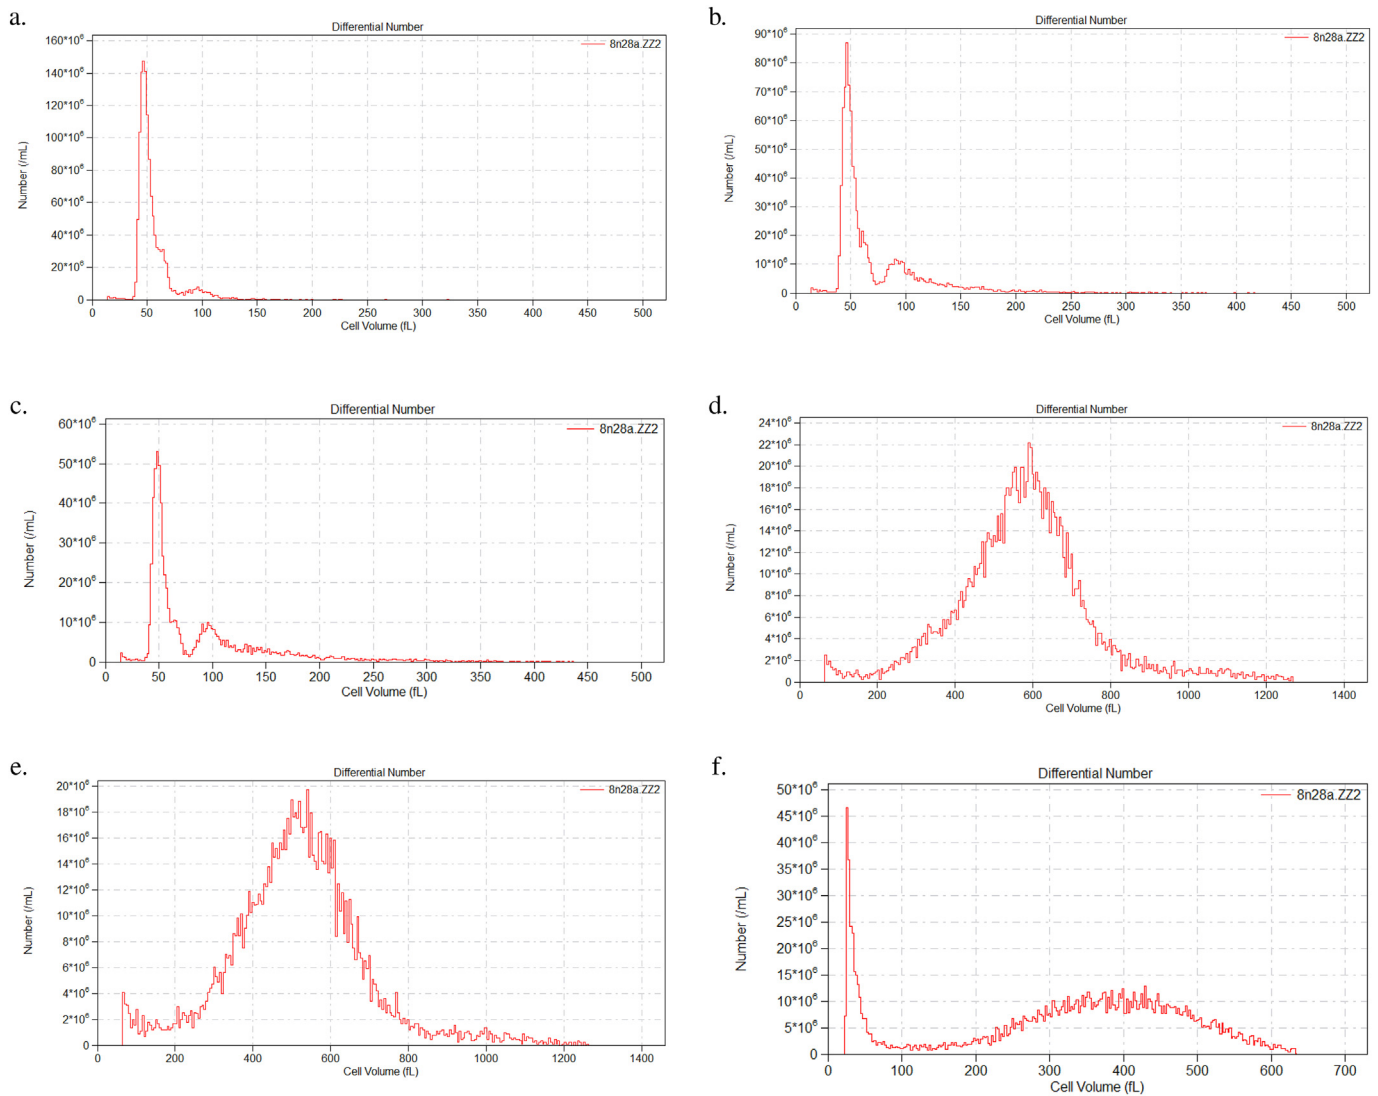 a.
Differential Number
8n28a.ZZ2
160*10⁶
140*10⁶
120*10⁶
100*10⁶
80*10⁶
60*10⁶
40*10⁶
20*10⁶
0
Number (/mL)
0 50 100 150 200 250 300 350 400 450 500
Cell Volume (fL)
b.
Differential Number
8n28a.ZZ2
90*10⁶
80*10⁶
70*10⁶
60*10⁶
50*10⁶
40*10⁶
30*10⁶
20*10⁶
10*10⁶
0
Number (/mL)
0 50 100 150 200 250 300 350 400 450 500
Cell Volume (fL)
c.
Differential Number
8n28a.ZZ2
60*10⁶
50*10⁶
40*10⁶
30*10⁶
20*10⁶
10*10⁶
0
Number (/mL)
0 50 100 150 200 250 300 350 400 450 500
Cell Volume (fL)
d.
Differential Number
8n28a.ZZ2
24*10⁶
22*10⁶
20*10⁶
18*10⁶
16*10⁶
14*10⁶
12*10⁶
10*10⁶
8*10⁶
6*10⁶
4*10⁶
2*10⁶
0
Number (/mL)
0 200 400 600 800 1000 1200 1400
Cell Volume (fL)
e.
Differential Number
8n28a.ZZ2
20*10⁶
18*10⁶
16*10⁶
14*10⁶
12*10⁶
10*10⁶
8*10⁶
6*10⁶
4*10⁶
2*10⁶
0
Number (/mL)
0 200 400 600 800 1000 1200 1400
Cell Volume (fL)
f.
Differential Number
8n28a.ZZ2
50*10⁶
45*10⁶
40*10⁶
35*10⁶
30*10⁶
25*10⁶
20*10⁶
15*10⁶
10*10⁶
5*10⁶
0
Number (/mL)
0 100 200 300 400 500 600 700
Cell Volume (fL)